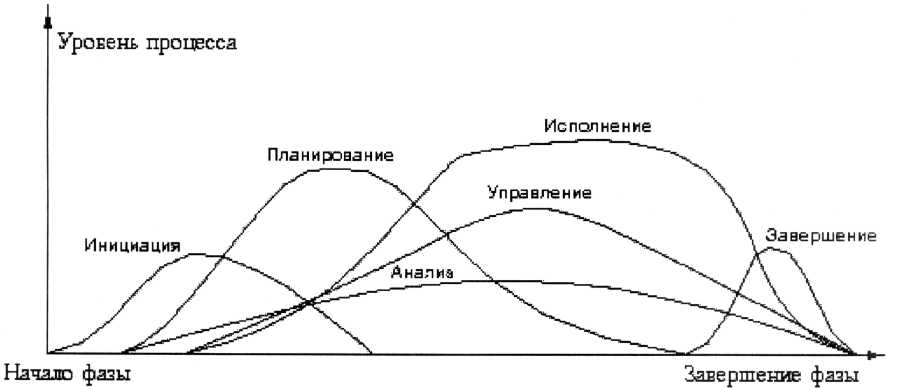 Уровень процесса
Исполнение
Планирование
Управление
Завершение
Инициация
Анализ
Начало фазы
Завершение фазы